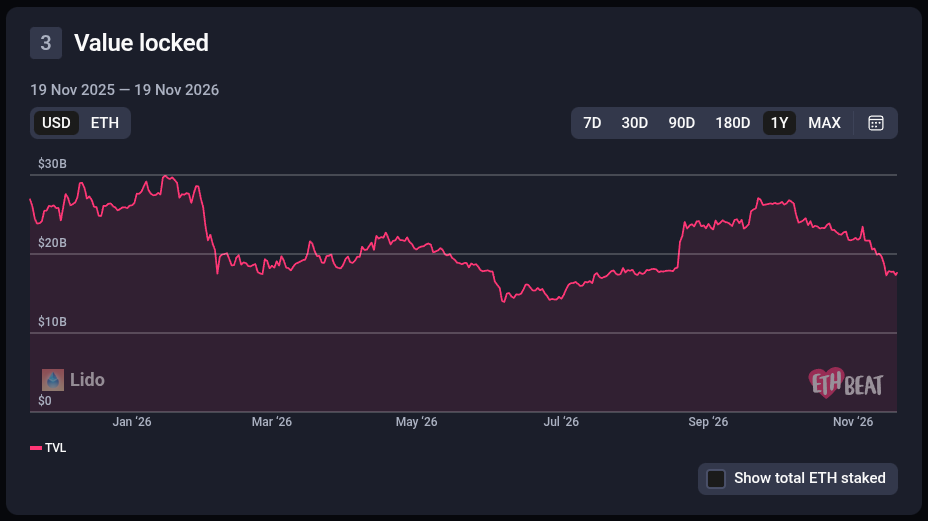 3 Value locked
19 Nov 2025 — 19 Nov 2026
USD ETH 7D 30D 90D 180D 1Y MAX
$30B
$20B
$10B
Lido ETH BEAT
$0
Jan ‘26 Mar ‘26 May ‘26 Jul ‘26 Sep ‘26 Nov ‘26
TVL
Show total ETH staked